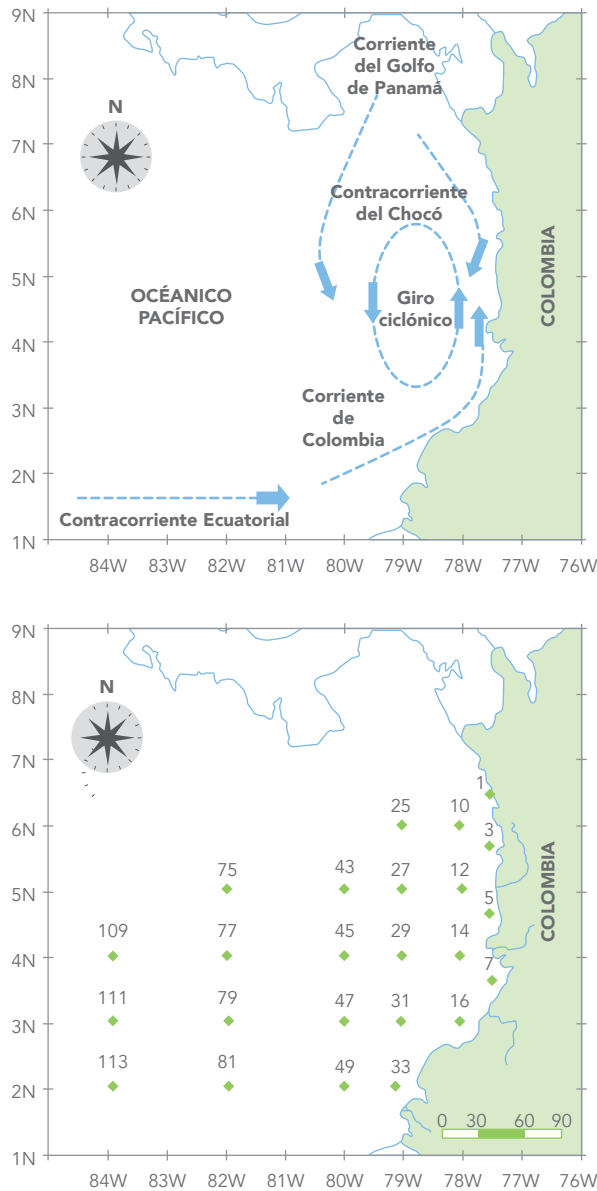 9N
Corriente
del Golfo
de Panamá
8N
N
7N
Contracorriente
del Chocó
6N
COLOMBIA
5N
OCÉANICO
PACÍFICO
Giro
ciclónico
4N
Corriente
de
Colombia
3N
2N
Contracorriente Ecuatorial
1N
84W 83W 82W 81W 80W 79W 78W 77W 76W
9N
8N
N
7N
1
25 10
6N
3
COLOMBIA
75 43 27 12
5N
5
109 77 45 29 14
4N
7
111 79 47 31 16
3N
113 81 49 33
2N
0 30 60 90
1N
84W 83W 82W 81W 80W 79W 78W 77W 76W